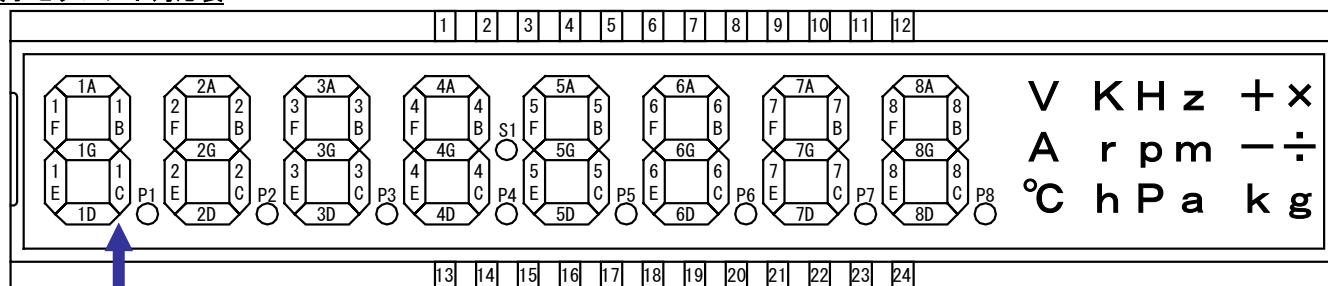 1 2 3 4 5 6 7 8 9 10 11 12
1A 2A 3A 4A 5A 6A 7A 8A
1F 1B 2F 2B 3F 3B 4F 4B 5F 5B 6F 6B 7F 7B 8F 8B
V K H z + ×
S1
1G 2G 3G 4G 5G 6G 7G 8G
A r p m − ÷
1E 1C 2E 2C 3E 3C 4E 4C 5E 5C 6E 6C 7E 7C 8E 8C
P1 P2 P3 P4 P5 P6 P7 P8
℃ h P a k g
1D 2D 3D 4D 5D 6D 7D 8D
13 14 15 16 17 18 19 20 21 22 23 24